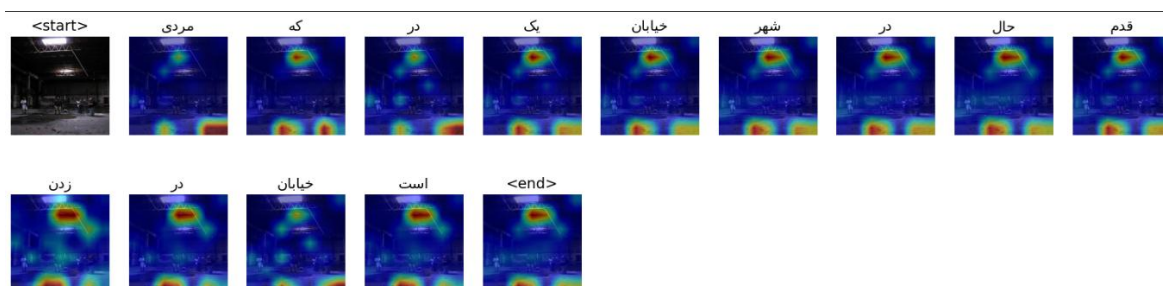 <start> مردی که در یک خیابان شهر در حال قدم
زدن در خیابان است <end>